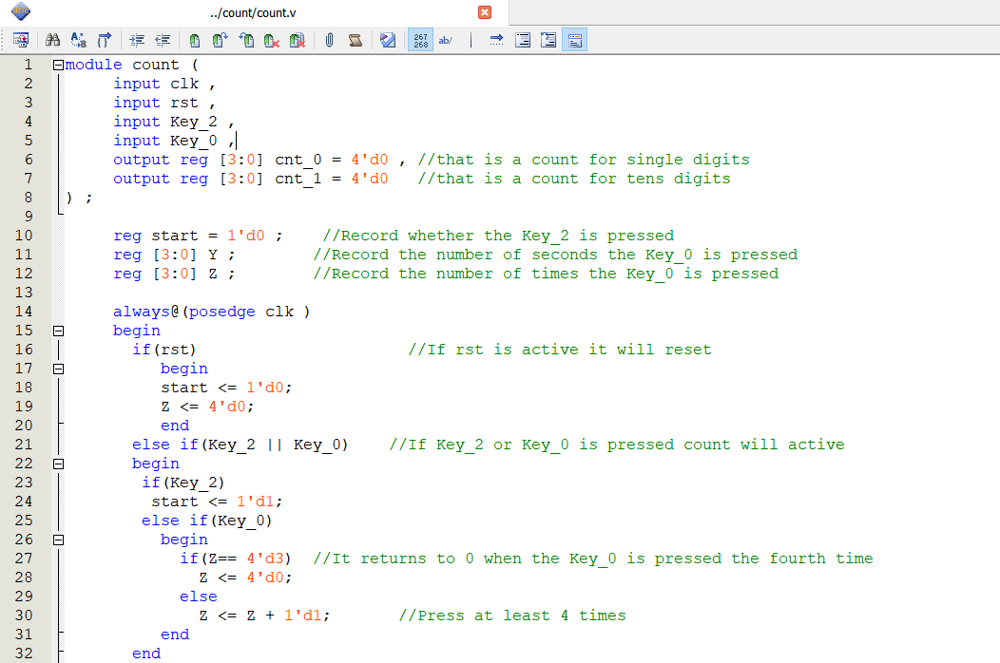 ../count/count.v
267
268
ab/
1 module count (
2 input clk ,
3 input rst ,
4 input Key_2 ,
5 input Key_0 ,
6 output reg [3:0] cnt_0 = 4'd0 , //that is a count for single digits
7 output reg [3:0] cnt_1 = 4'd0 //that is a count for tens digits
8 ) ;
9
10 reg start = 1'd0 ; //Record whether the Key_2 is pressed
11 reg [3:0] Y ; //Record the number of seconds the Key_0 is pressed
12 reg [3:0] Z ; //Record the number of times the Key_0 is pressed
13
14 always@(posedge clk )
15 begin
16 if(rst) //If rst is active it will reset
17 begin
18 start <= 1'd0;
19 Z <= 4'd0;
20 end
21 else if(Key_2 || Key_0) //If Key_2 or Key_0 is pressed count will active
22 begin
23 if(Key_2)
24 start <= 1'd1;
25 else if(Key_0)
26 begin
27 if(Z== 4'd3) //It returns to 0 when the Key_0 is pressed the fourth time
28 Z <= 4'd0;
29 else
30 Z <= Z + 1'd1; //Press at least 4 times
31 end
32 end